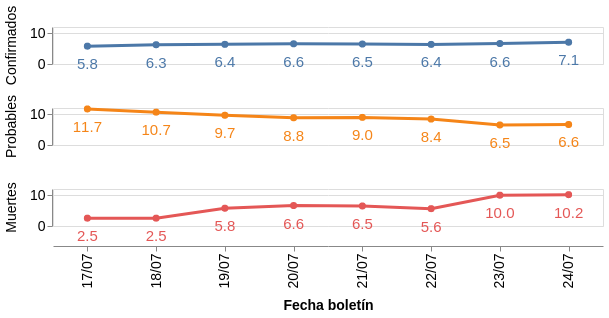 Confirmados
10
0
5.8 6.3 6.4 6.6 6.5 6.4 6.6 7.1
Probables
10
0
11.7 10.7 9.7 8.8 9.0 8.4 6.5 6.6
Muertes
10
0
2.5 2.5 5.8 6.6 6.5 5.6 10.0 10.2
17/07 18/07 19/07 20/07 21/07 22/07 23/07 24/07
Fecha boletín